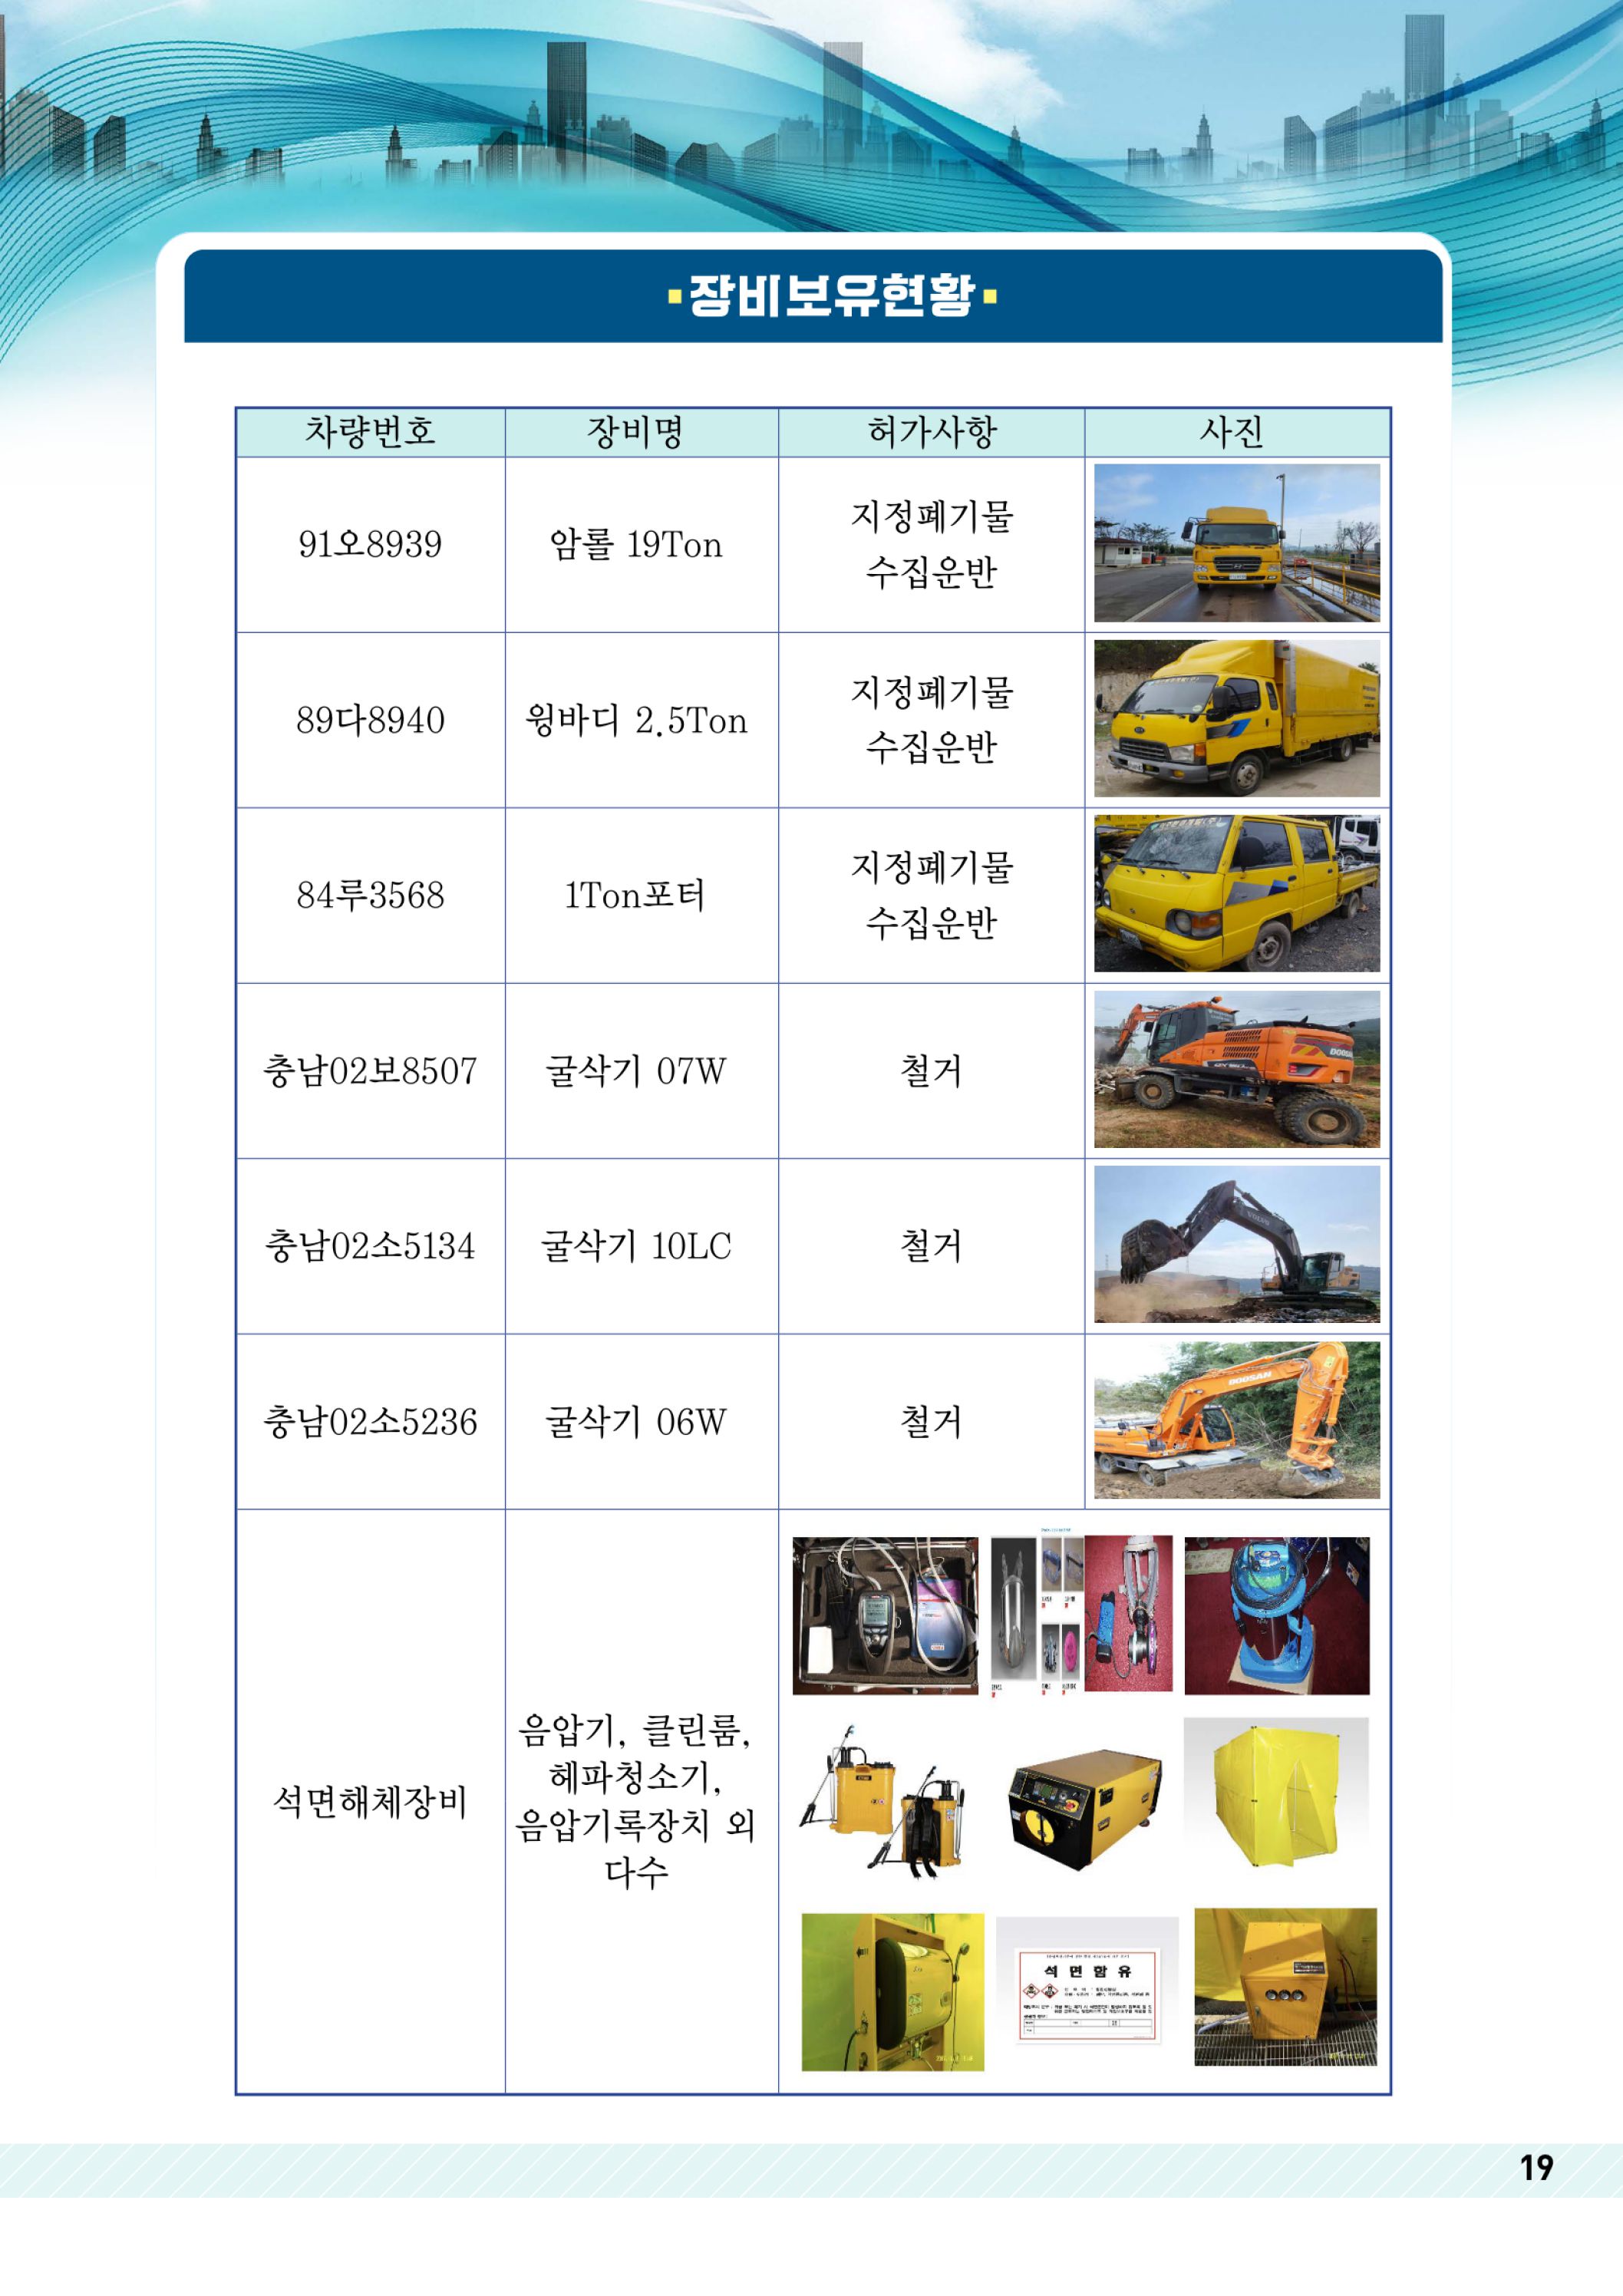 장비보유현황
차량번호 장비명 허가사항 사진
91오8939 암롤 19Ton 지정폐기물
수집운반
89다8940 윙바디 2.5Ton 지정폐기물
수집운반
84루3568 1Ton포터 지정폐기물
수집운반
충남02보8507 굴삭기 07W 철거
DOOSAN
충남02소5134 굴삭기 10LC 철거
VOLVO
충남02소5236 굴삭기 06W 철거
DOOSAN
석면해체장비
음압기, 클린룸,
헤파청소기,
음압기록장치 외
다수
석면함유
19